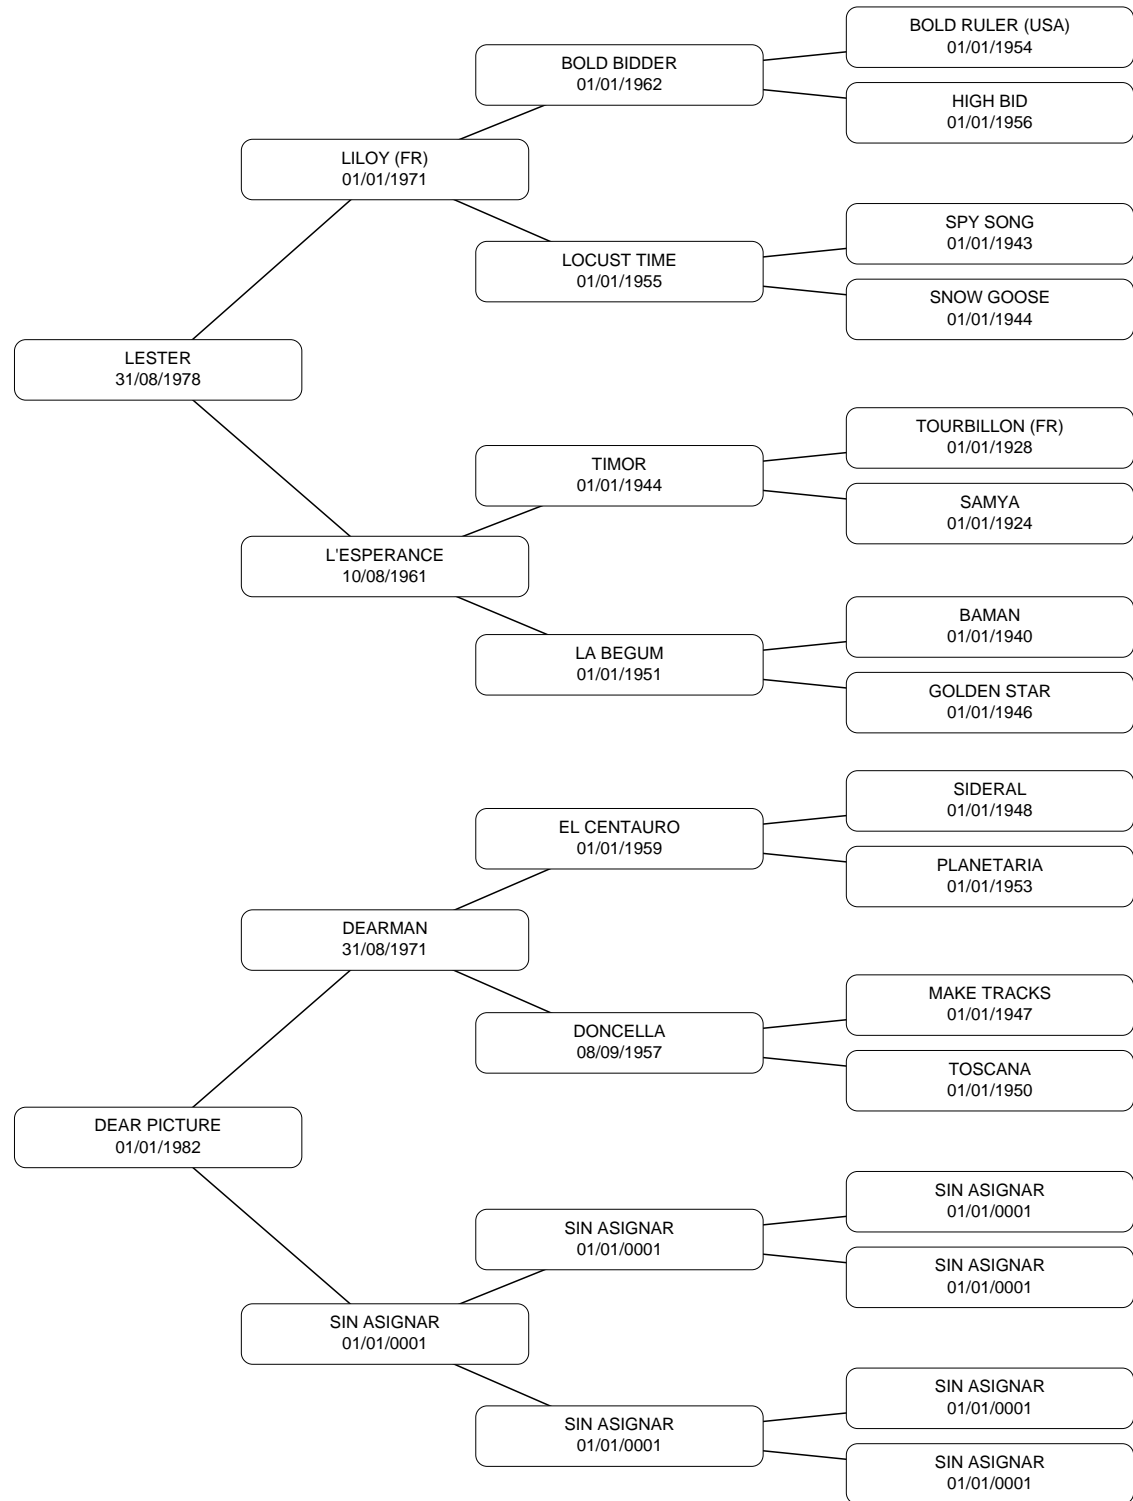 BOLD RULER (USA)
01/01/1954
BOLD BIDDER
01/01/1962
HIGH BID
01/01/1956
LILOY (FR)
01/01/1971
SPY SONG
01/01/1943
LOCUST TIME
01/01/1955
SNOW GOOSE
01/01/1944
LESTER
31/08/1978
TOURBILLON (FR)
01/01/1928
TIMOR
01/01/1944
SAMYA
01/01/1924
L'ESPERANCE
10/08/1961
BAMAN
01/01/1940
LA BEGUM
01/01/1951
GOLDEN STAR
01/01/1946
SIDERAL
01/01/1948
EL CENTAURO
01/01/1959
PLANETARIA
01/01/1953
DEARMAN
31/08/1971
MAKE TRACKS
01/01/1947
DONCELLA
08/09/1957
TOSCANA
01/01/1950
DEAR PICTURE
01/01/1982
SIN ASIGNAR
01/01/0001
SIN ASIGNAR
01/01/0001
SIN ASIGNAR
01/01/0001
SIN ASIGNAR
01/01/0001
SIN ASIGNAR
01/01/0001
SIN ASIGNAR
01/01/0001
SIN ASIGNAR
01/01/0001